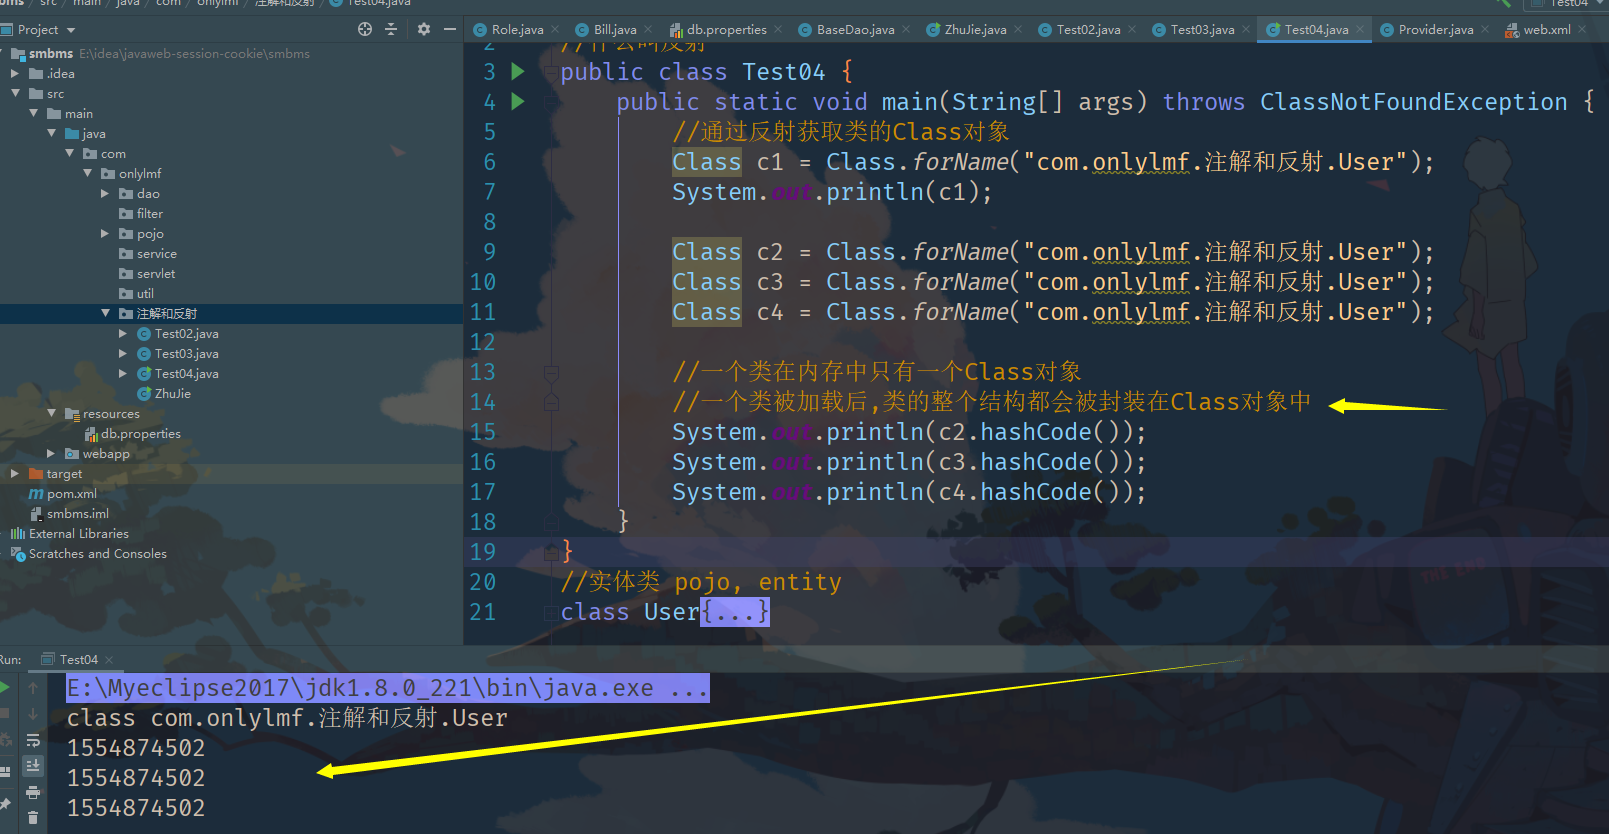 smbms / src / main / java / com / onlylmf / 注解和反射 / Test04.java
Test04
Project
Role.java
Bill.java
db.properties
BaseDao.java
ZhuJie.java
Test02.java
Test03.java
Test04.java
Provider.java
web.xml
smbms E:\idea\javaweb-session-cookie\smbms
.idea
src
main
java
com
onlylmf
dao
filter
pojo
service
servlet
util
注解和反射
Test02.java
Test03.java
Test04.java
ZhuJie
resources
db.properties
webapp
target
pom.xml
smbms.iml
External Libraries
Scratches and Consoles
2 //什么叫反射
3 public class Test04 {
4 public static void main(String[] args) throws ClassNotFoundException {
5 //通过反射获取类的Class对象
6 Class c1 = Class.forName("com.onlylmf.注解和反射.User");
7 System.out.println(c1);
8
9 Class c2 = Class.forName("com.onlylmf.注解和反射.User");
10 Class c3 = Class.forName("com.onlylmf.注解和反射.User");
11 Class c4 = Class.forName("com.onlylmf.注解和反射.User");
12
13 //一个类在内存中只有一个Class对象
14 //一个类被加载后,类的整个结构都会被封装在Class对象中
15 System.out.println(c2.hashCode());
16 System.out.println(c3.hashCode());
17 System.out.println(c4.hashCode());
18 }
19 }
20 //实体类 pojo, entity
21 class User{...}
THE END
Run: Test04
E:\Myeclipse2017\jdk1.8.0_221\bin\java.exe ...
class com.onlylmf.注解和反射.User
1554874502
1554874502
1554874502